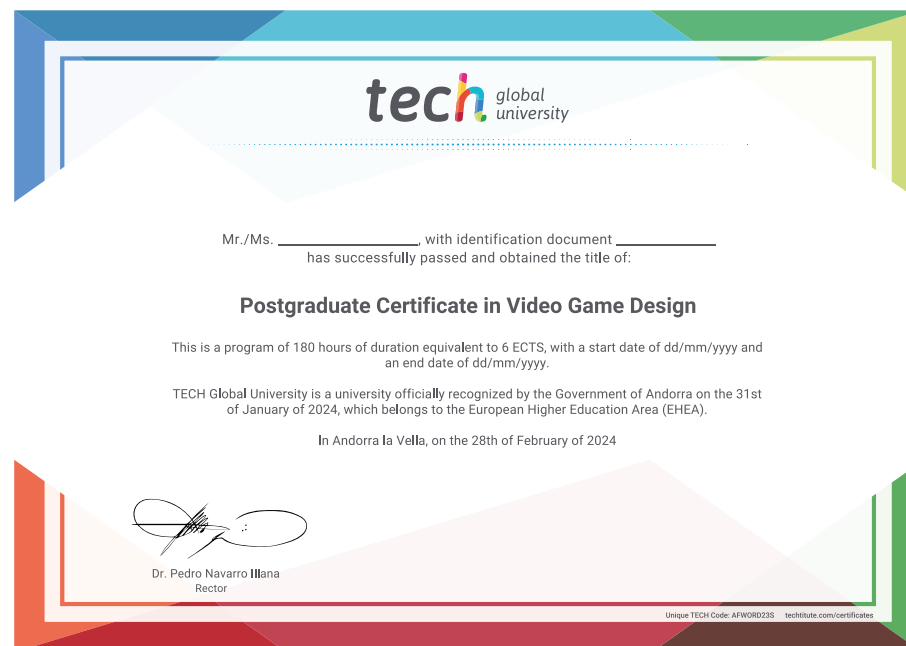 tech global university
Mr./Ms. ____________, with identification document ____________
has successfully passed and obtained the title of:
Postgraduate Certificate in Video Game Design
This is a program of 180 hours of duration equivalent to 6 ECTS, with a start date of dd/mm/yyyy and
an end date of dd/mm/yyyy.
TECH Global University is a university officially recognized by the Government of Andorra on the 31st
of January of 2024, which belongs to the European Higher Education Area (EHEA).
In Andorra la Vella, on the 28th of February of 2024
Dr. Pedro Navarro Illana
Rector
Unique TECH Code: AFWORD23S techtitute.com/certificates